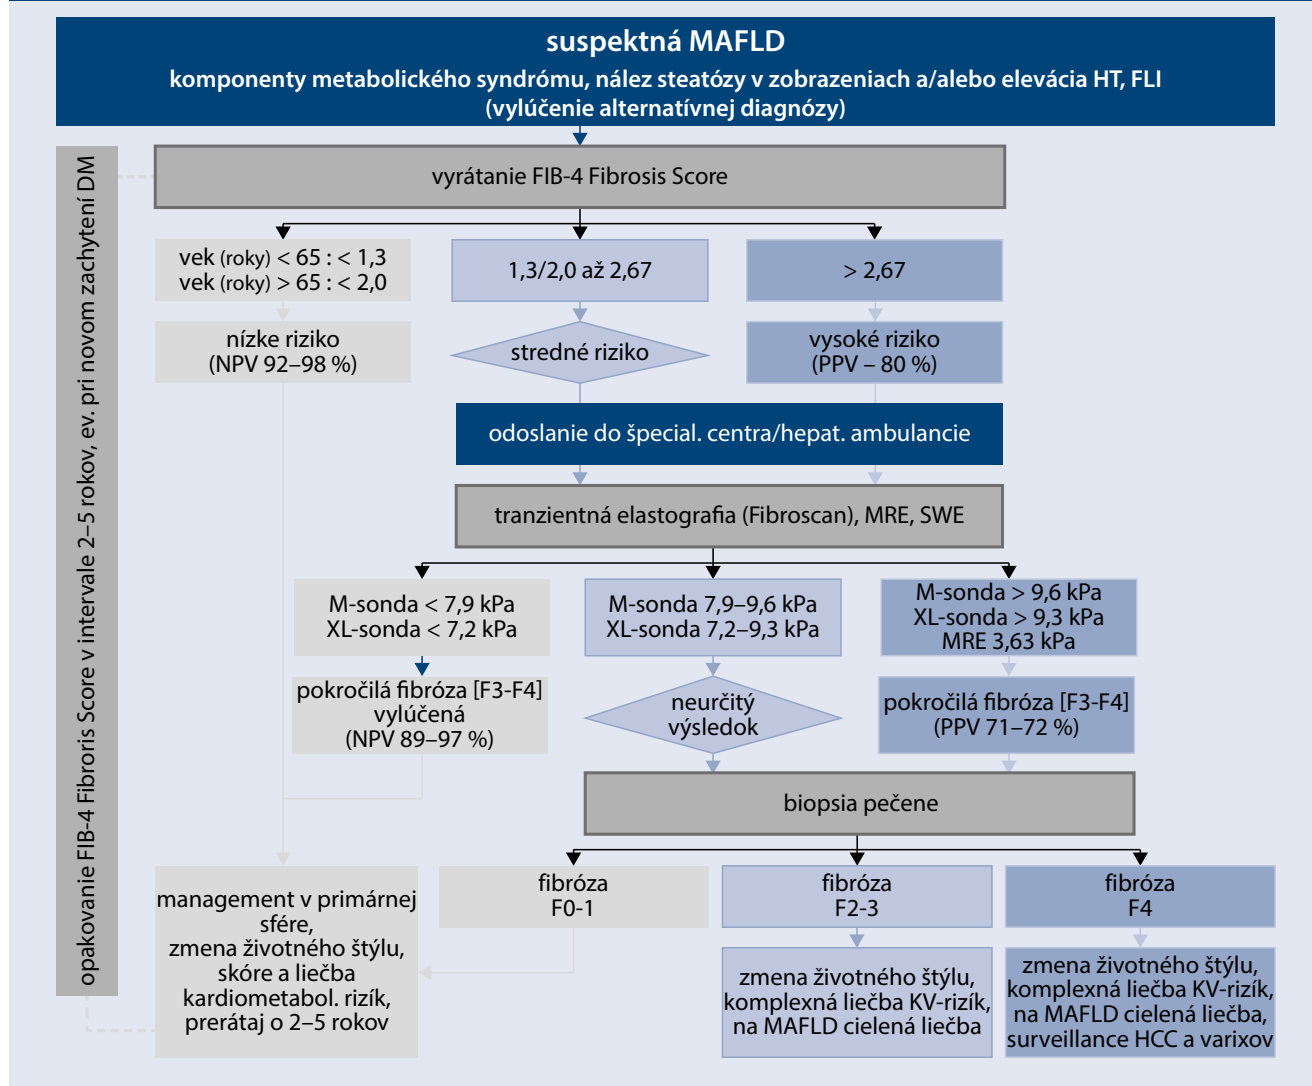 suspektná MAFLD
komponenty metabolického syndrómu, nález steatózy v zobrazeniach a/alebo elevácia HT, FLI
(vylúčenie alternatívnej diagnózy)
opakovanie FIB-4 Fibroris Score v intervale 2–5 rokov, ev. pri novom zachytení DM
vyrátanie FIB-4 Fibrosis Score
vek (roky) < 65 : < 1,3
vek (roky) > 65 : < 2,0
1,3/2,0 až 2,67
> 2,67
nízke riziko
(NPV 92–98 %)
stredné riziko
vysoké riziko
(PPV – 80 %)
odoslanie do špecial. centra/hepat. ambulancie
tranzientná elastografia (Fibroscan), MRE, SWE
M-sonda < 7,9 kPa
XL-sonda < 7,2 kPa
M-sonda 7,9–9,6 kPa
XL-sonda 7,2–9,3 kPa
M-sonda > 9,6 kPa
XL-sonda > 9,3 kPa
MRE 3,63 kPa
pokročilá fibróza [F3-F4]
vylúčená
(NPV 89–97 %)
neurčitý
výsledok
pokročilá fibróza [F3-F4]
(PPV 71–72 %)
biopsia pečene
management v primárnej
sfére,
zmena životného štýlu,
skóre a liečba
kardiometabol. rizík,
prerátaj o 2–5 rokov
fibróza
F0-1
fibróza
F2-3
fibróza
F4
zmena životného štýlu,
komplexná liečba KV-rizík,
na MAFLD cielená liečba
zmena životného štýlu,
komplexná liečba KV-rizík,
na MAFLD cielená liečba,
surveillance HCC a varixov